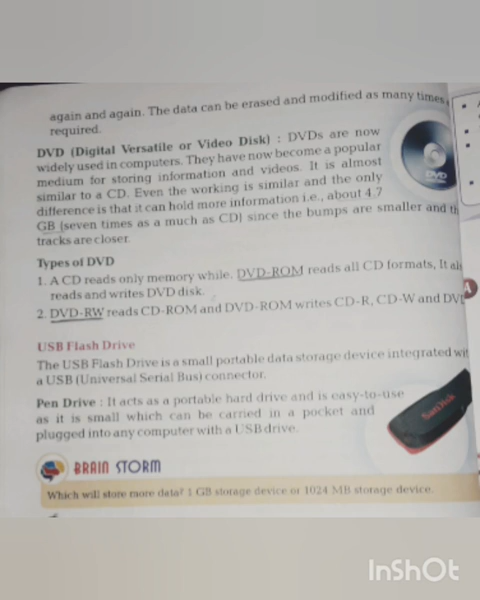 again and again. The data can be erased and modified as many times
required.
DVD (Digital Versatile or Video Disk) : DVDs are now
widely used in computers. They have now become a popular
medium for storing information and videos. It is almost
similar to a CD. Even the working is similar and the only
difference is that it can hold more information i.e., about 4.7
GB (seven times as a much as CD) since the bumps are smaller and th
tracks are closer.
DVD
Types of DVD
1. A CD reads only memory while. DVD-ROM reads all CD formats, It als
reads and writes DVD disk.
2. DVD-RW reads CD-ROM and DVD-ROM writes CD-R, CD-W and DV
A
USB Flash Drive
The USB Flash Drive is a small portable data storage device integrated wit
a USB (Universal Serial Bus) connector.
Pen Drive : It acts as a portable hard drive and is easy-to-use
as it is small which can be carried in a pocket and
plugged into any computer with a USB drive.
SanDisk
BRAIN STORM
Which will store more data? 1 GB storage device or 1024 MB storage device.
InShOt